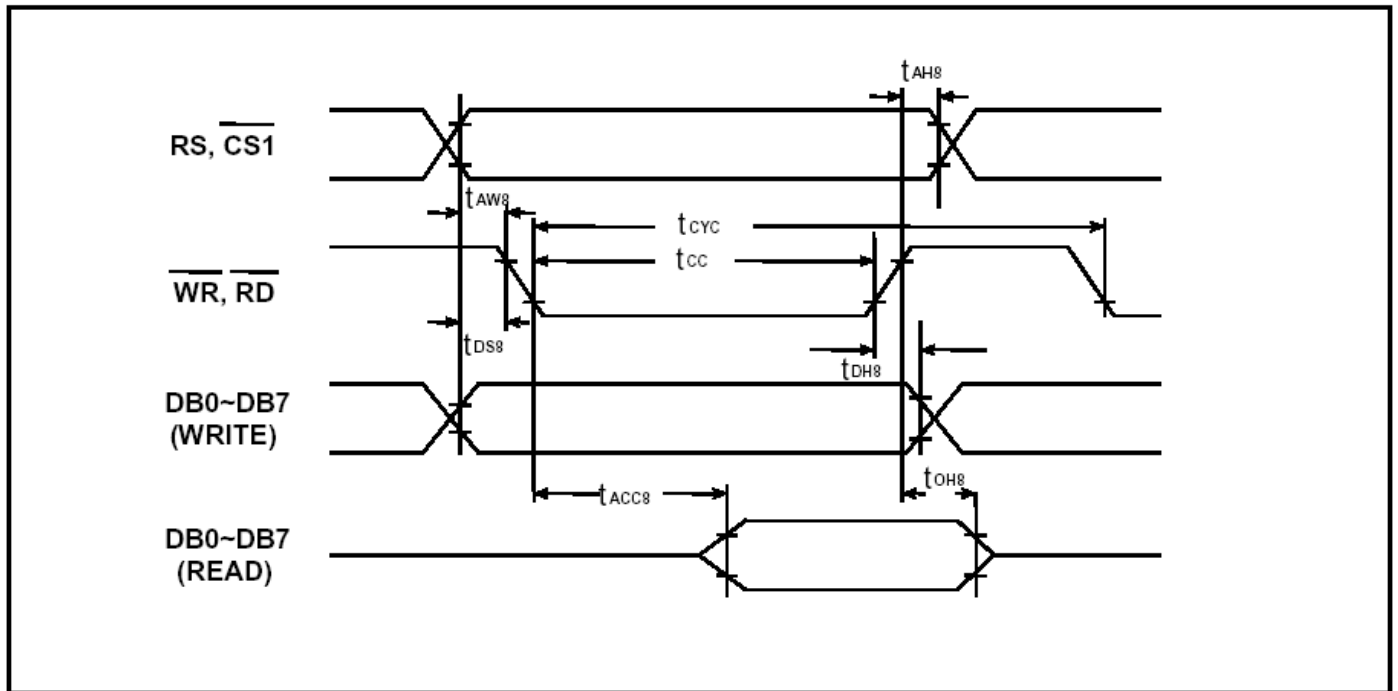 tAH8
RS, CS1
tAW8
tCYC
tCC
WR, RD
tDS8
tDH8
DB0~DB7
(WRITE)
tOH8
tACC8
DB0~DB7
(READ)